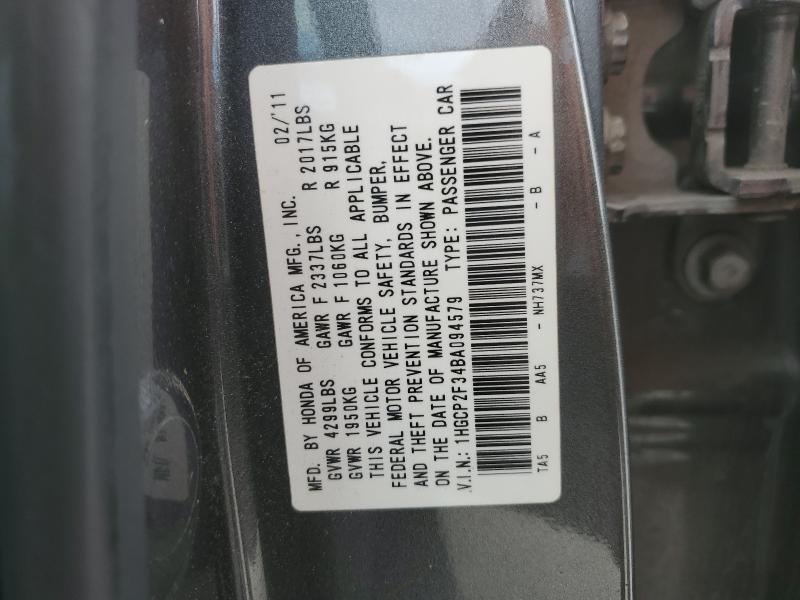 MFD. BY HONDA OF AMERICA MFG., INC. 02/'11
GVWR 4299LBS GAWR F 2337LBS R 2017LBS
GVWR 1950KG GAWR F 1060KG R 915KG
THIS VEHICLE CONFORMS TO ALL APPLICABLE
FEDERAL MOTOR VEHICLE SAFETY, BUMPER,
AND THEFT PREVENTION STANDARDS IN EFFECT
ON THE DATE OF MANUFACTURE SHOWN ABOVE.
V.I.N.: 1HGCP2F34BA094579 TYPE: PASSENGER CAR
TA5 B AA5 - NH737MX - B - A